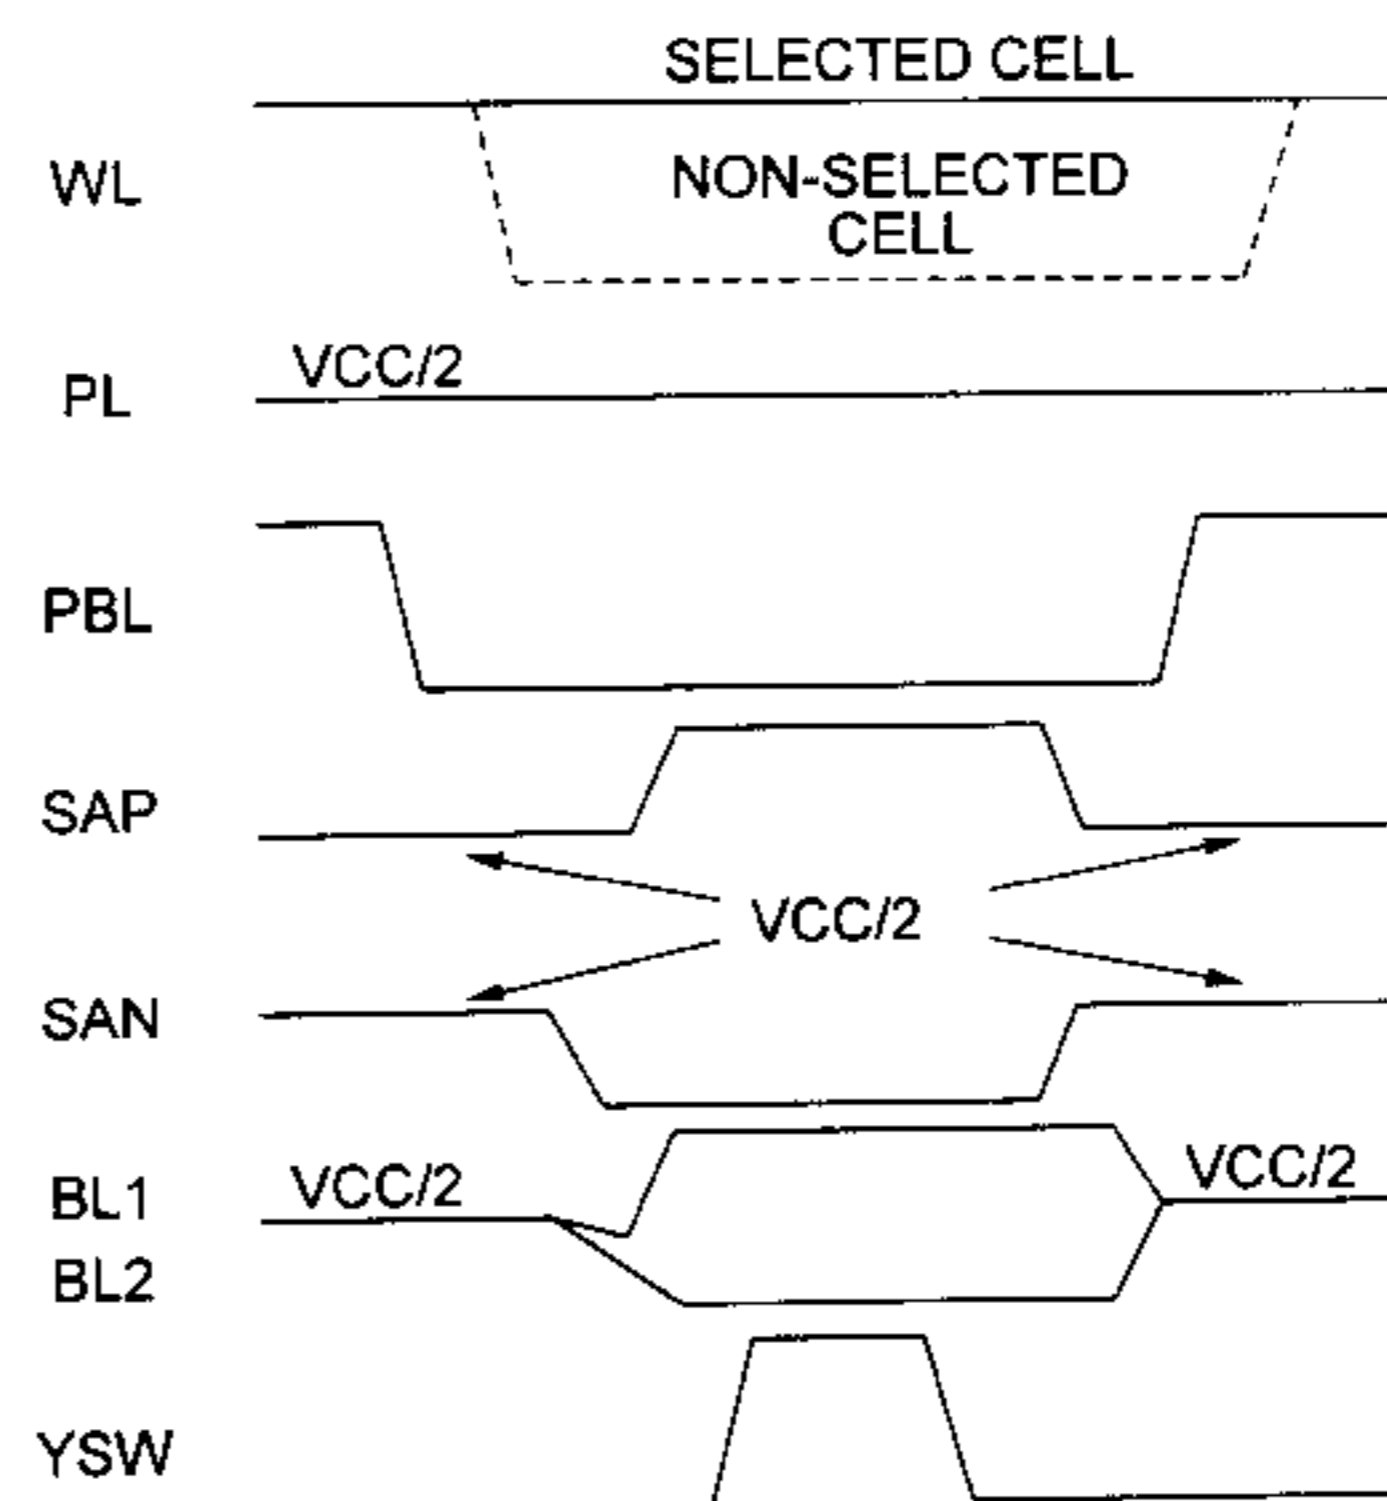 SELECTED CELL
WL
NON-SELECTED
CELL
VCC/2
PL
PBL
SAP
VCC/2
SAN
VCC/2
VCC/2
BL1
BL2
YSW